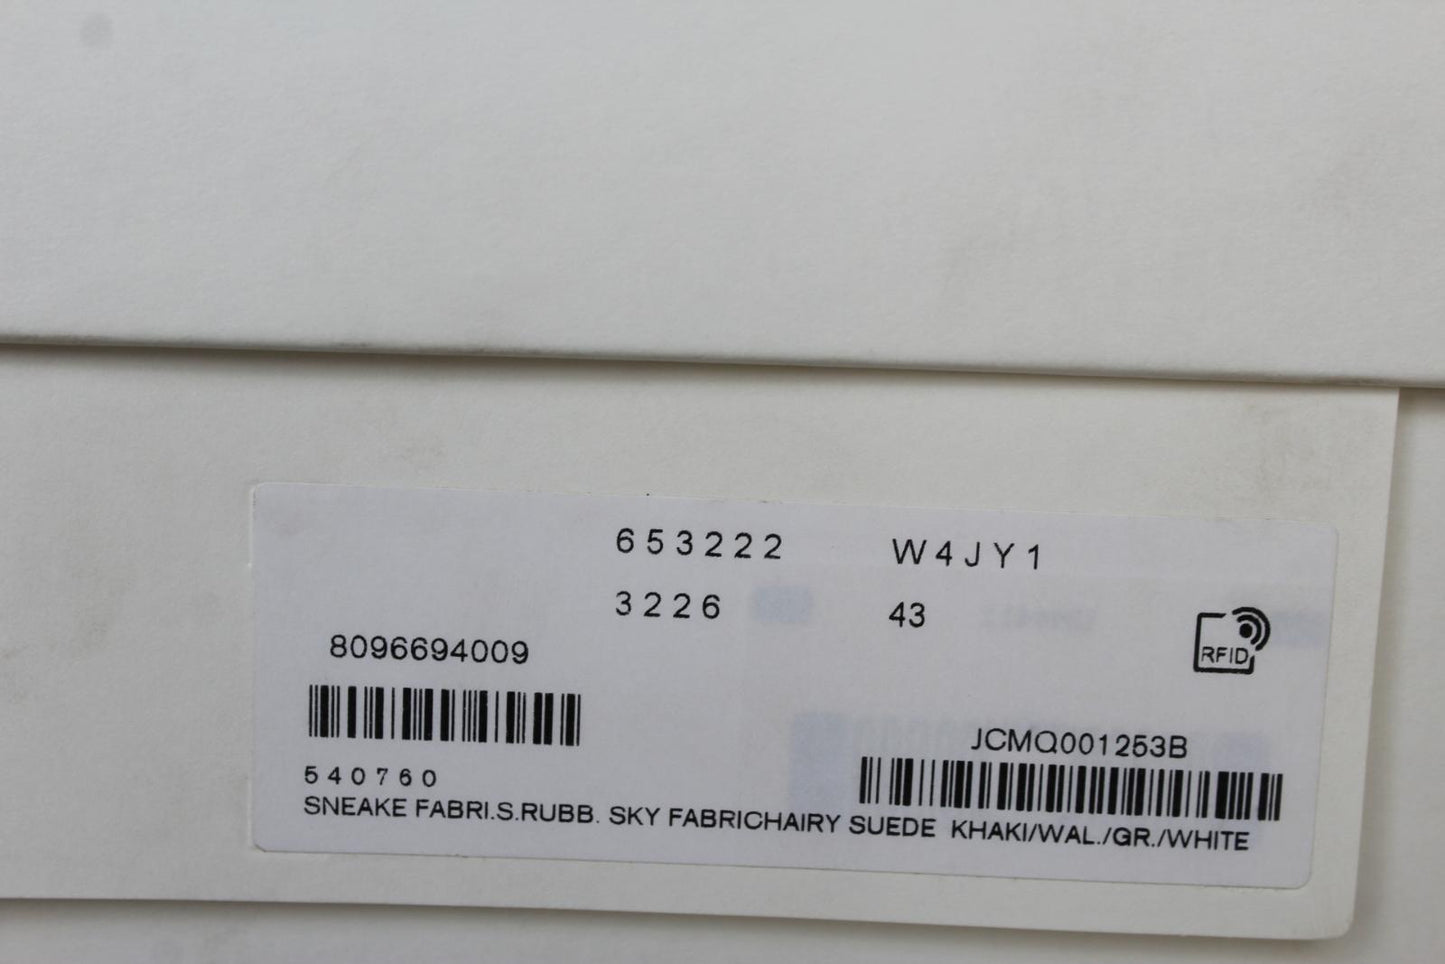 653222 W4JY1
3226 43
RFID
8096694009
JCMQ001253B
540760
SNEAKE FABRI.S.RUBB. SKY FABRICHAIRY SUEDE KHAKI/WAL./GR./WHITE